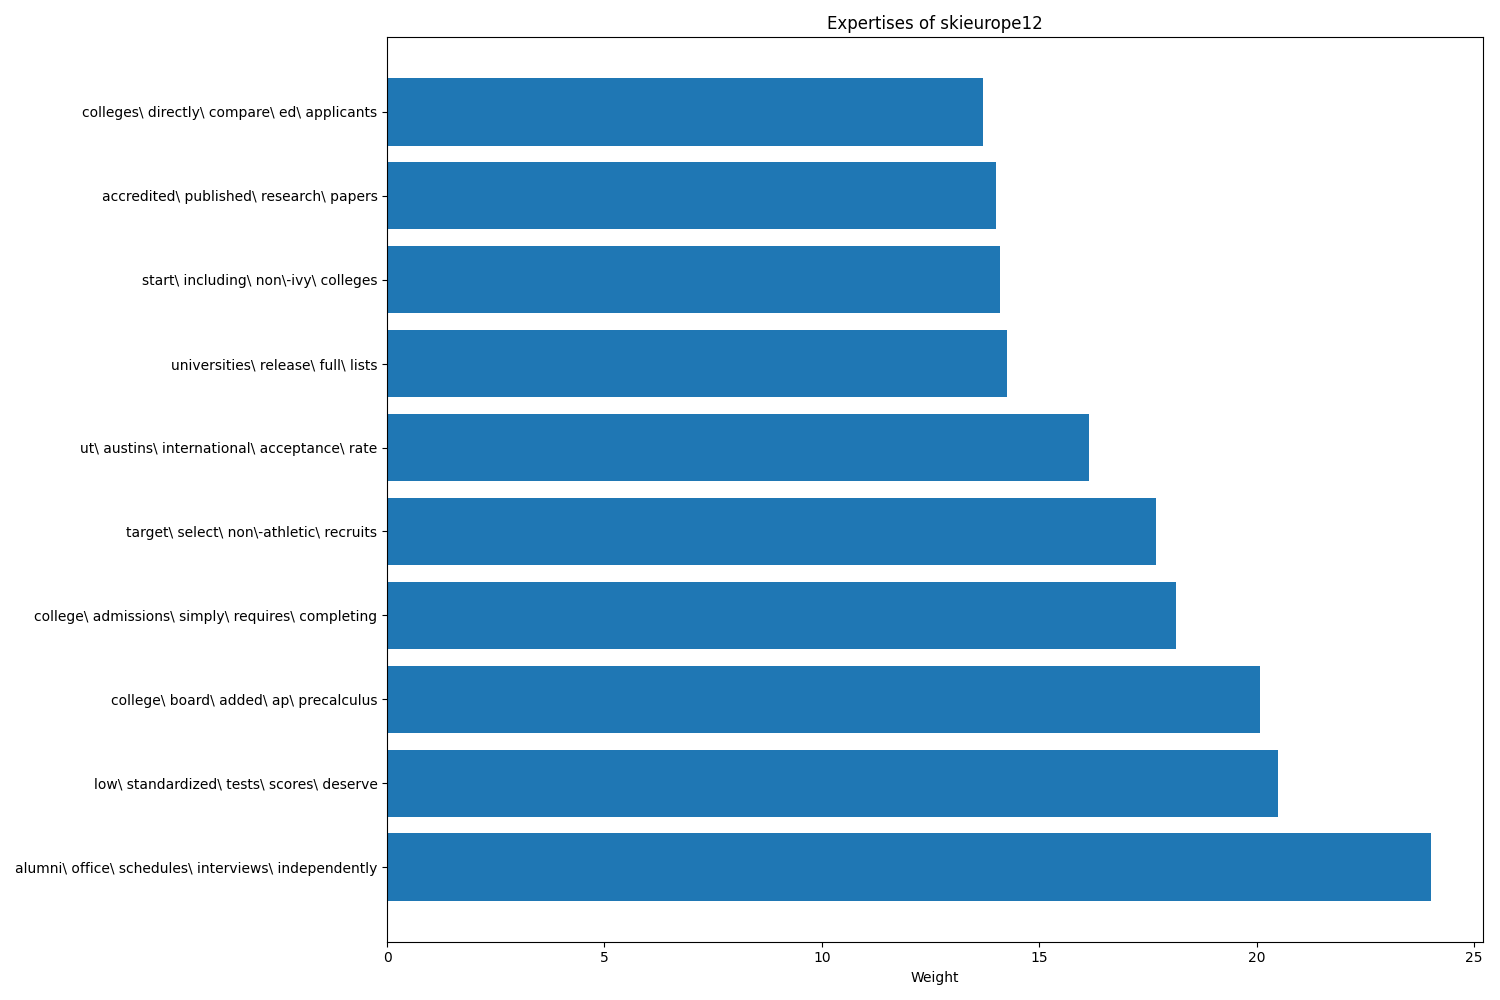 Expertises of skieurope12
colleges\ directly\ compare\ ed\ applicants
accredited\ published\ research\ papers
start\ including\ non\-ivy\ colleges
universities\ release\ full\ lists
ut\ austins\ international\ acceptance\ rate
target\ select\ non\-athletic\ recruits
college\ admissions\ simply\ requires\ completing
college\ board\ added\ ap\ precalculus
low\ standardized\ tests\ scores\ deserve
alumni\ office\ schedules\ interviews\ independently
0 5 10 15 20 25
Weight